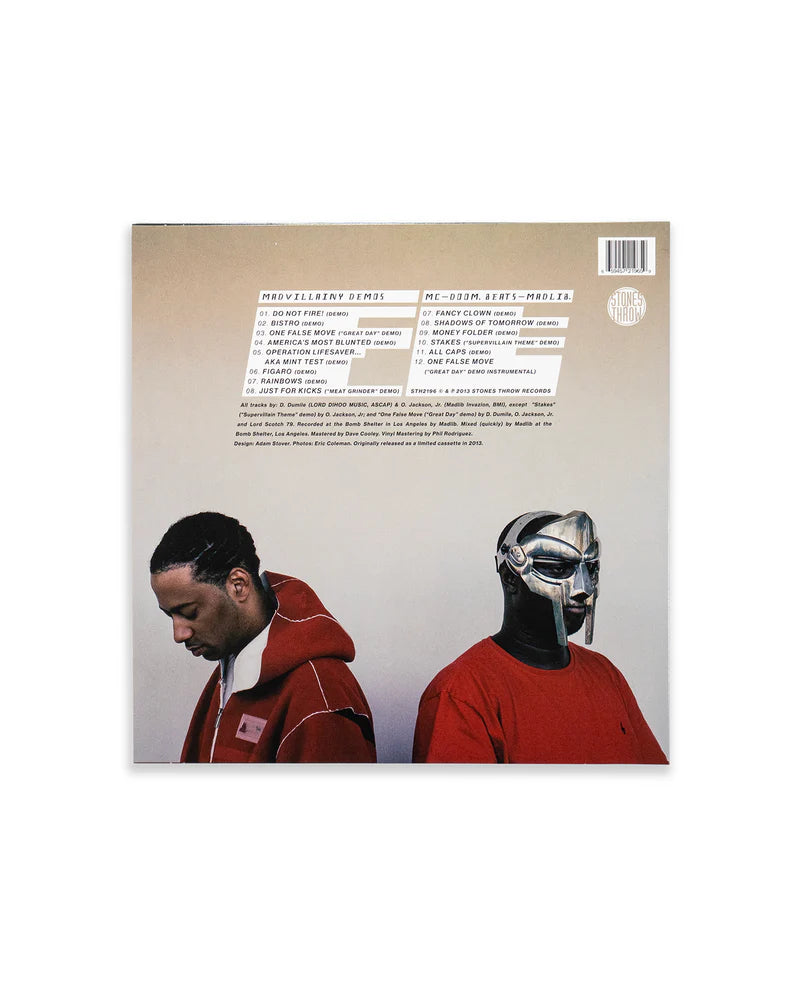 MADVILLAINY DEMOS
01. DO NOT FIRE! (DEMO)
02. BISTRO (DEMO)
03. ONE FALSE MOVE ("GREAT DAY" DEMO)
04. AMERICA'S MOST BLUNTED (DEMO)
05. OPERATION LIFESAVER...
AKA MINT TEST (DEMO)
06. FIGARO (DEMO)
07. RAINBOWS (DEMO)
08. JUST FOR KICKS ("MEAT GRINDER" DEMO)
MC—DOOM. BEATS—MADLIB.
07. FANCY CLOWN (DEMO)
08. SHADOWS OF TOMORROW (DEMO)
09. MONEY FOLDER (DEMO)
10. STAKES ("SUPERVILLAIN THEME" DEMO)
11. ALL CAPS (DEMO)
12. ONE FALSE MOVE
("GREAT DAY" DEMO INSTRUMENTAL)
STH2196 © & ℗ 2013 STONES THROW RECORDS
All tracks by: D. Dumile (LORD DIHOO MUSIC, ASCAP) & O. Jackson, Jr. (Madlib Invasion, BMI), except "Stakes"
("Supervillain Theme" demo) by O. Jackson, Jr; and "One False Move ("Great Day" demo) by D. Dumila, O. Jackson, Jr.
and Lord Scotch 79. Recorded at the Bomb Shelter in Los Angeles by Madlib. Mixed (quickly) by Madlib at the
Bomb Shelter, Los Angeles. Mastered by Dave Cooley. Vinyl Mastering by Phil Rodriguez.
Design: Adam Stover. Photos: Eric Coleman. Originally released as a limited cassette in 2013.
STONES
THROW